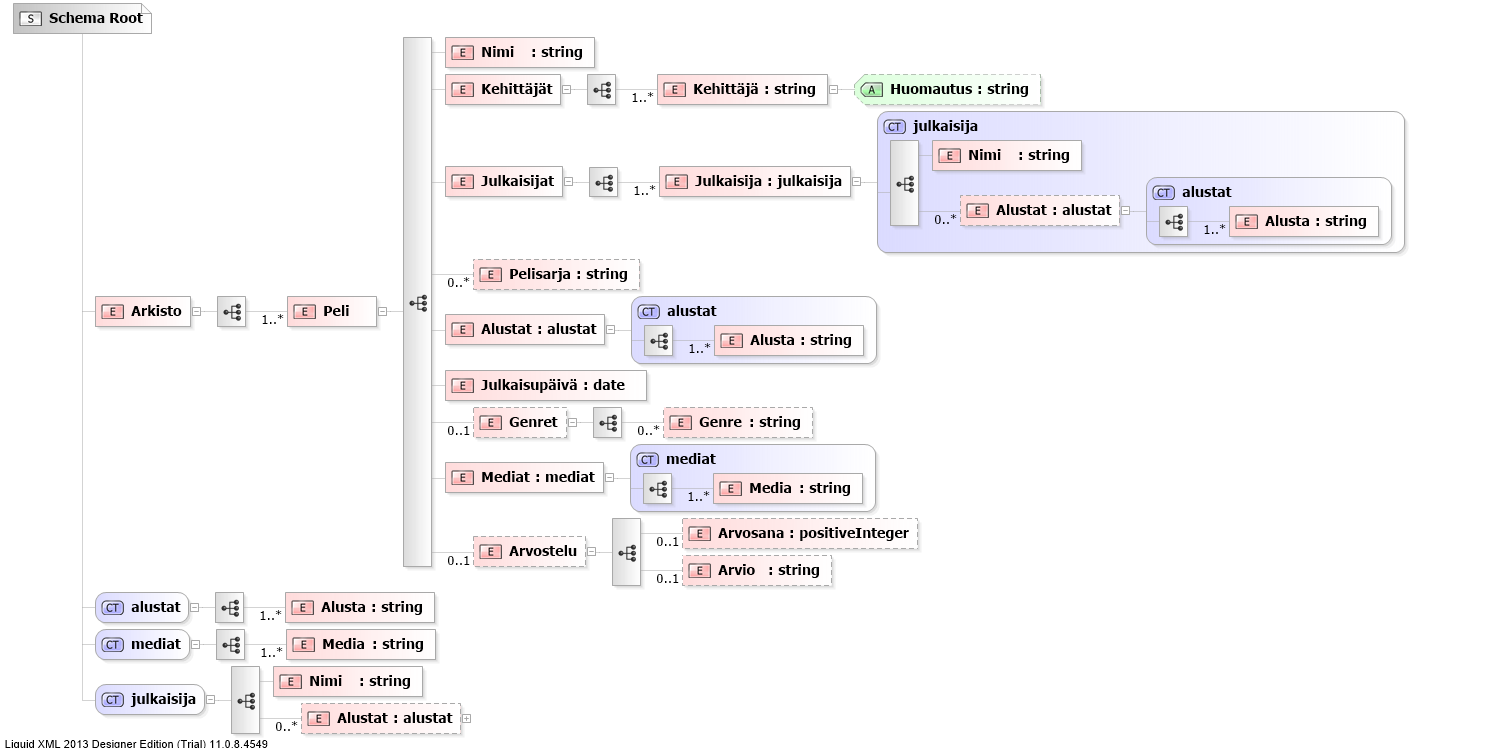 S Schema Root
E Nimi : string
E Kehittäjät 1..* E Kehittäjä : string A Huomautus : string
CT julkaisija
E Nimi : string
E Julkaisijat 1..* E Julkaisija : julkaisija
CT alustat
0..* E Alustat : alustat
1..* E Alusta : string
0..* E Pelisarja : string
E Arkisto 1..* E Peli
CT alustat
E Alustat : alustat
1..* E Alusta : string
E Julkaisupäivä : date
0..1 E Genret 0..* E Genre : string
CT mediat
E Mediat : mediat
1..* E Media : string
0..1 E Arvosana : positiveInteger
0..1 E Arvostelu
0..1 E Arvio : string
CT alustat 1..* E Alusta : string
CT mediat 1..* E Media : string
E Nimi : string
CT julkaisija
0..* E Alustat : alustat
Liquid XML 2013 Designer Edition (Trial) 11.0.8.4549